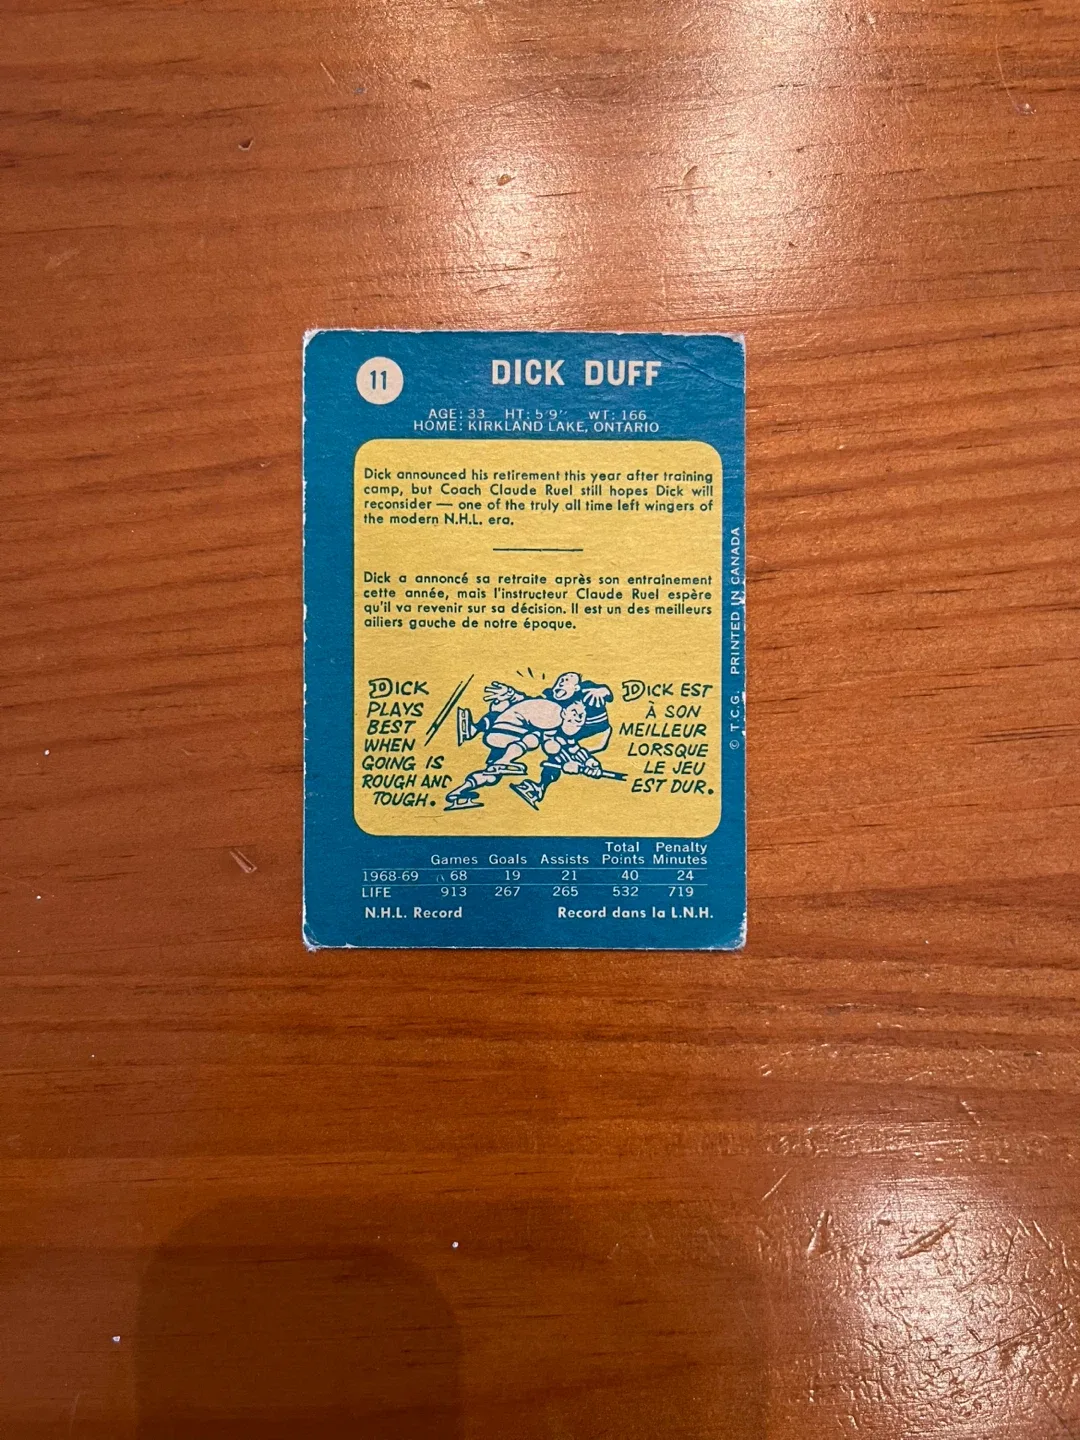 11
DICK DUFF
AGE: 33 HT: 5'9" WT: 166
HOME: KIRKLAND LAKE, ONTARIO
Dick announced his retirement this year after training
camp, but Coach Claude Ruel still hopes Dick will
reconsider — one of the truly all time left wingers of
the modern N.H.L. era.
Dick a annoncé sa retraite après son entraînement
cette année, mais l'instructeur Claude Ruel espère
qu'il va revenir sur sa décision. Il est un des meilleurs
ailiers gauche de notre époque.
DICK
PLAYS
BEST
WHEN
GOING IS
ROUGH AND
TOUGH.
DICK EST
À SON
MEILLEUR
LORSQUE
LE JEU
EST DUR.
Total Penalty
Games Goals Assists Points Minutes
1968-69 68 19 21 40 24
LIFE 913 267 265 532 719
N.H.L. Record Record dans la L.N.H.
© T.C.G. PRINTED IN CANADA